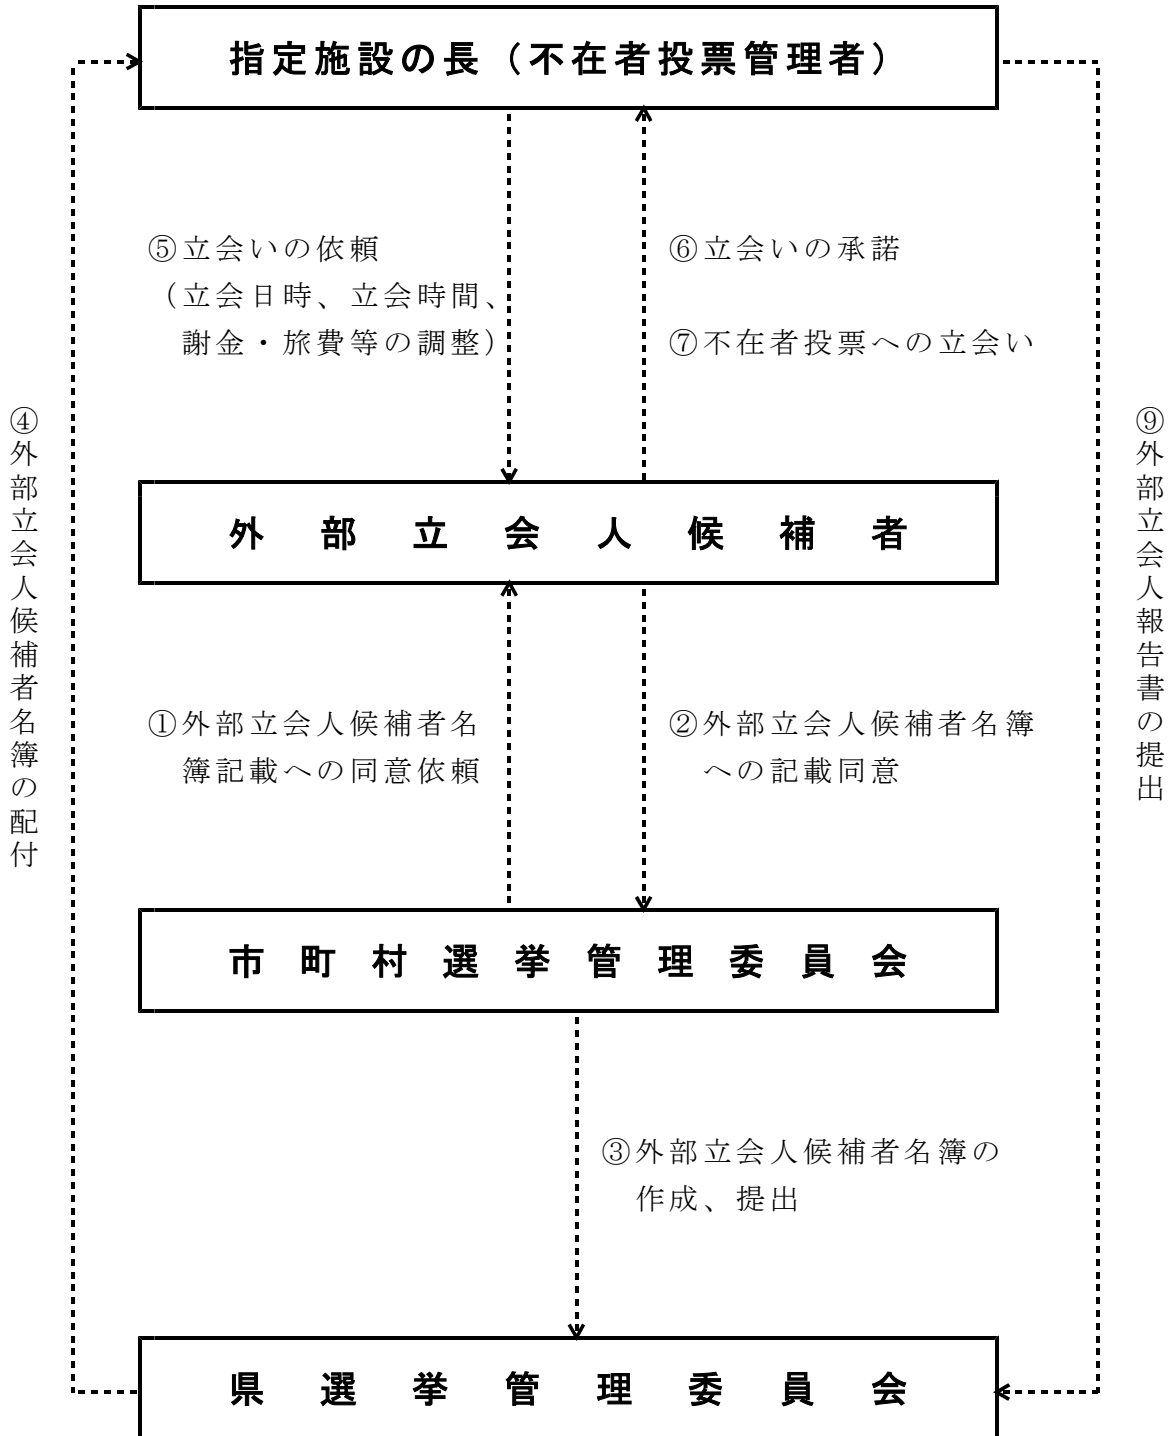 指定施設の長（不在者投票管理者）
⑤立会いの依頼
（立会日時、立会時間、
謝金・旅費等の調整）
⑥立会いの承諾
⑦不在者投票への立会い
④外部立会人候補者名簿の配付
⑨外部立会人報告書の提出
外部立会人候補者
①外部立会人候補者名
簿記載への同意依頼
②外部立会人候補者名簿
への記載同意
市町村選挙管理委員会
③外部立会人候補者名簿の
作成、提出
県選挙管理委員会